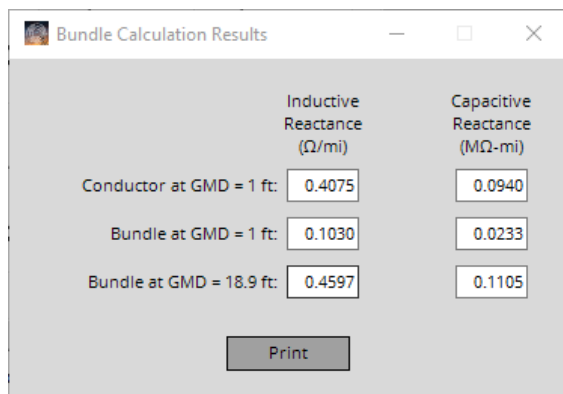 Bundle Calculation Results
Inductive Reactance (Ω/mi)
Capacitive Reactance (MΩ-mi)
Conductor at GMD = 1 ft: 0.4075 0.0940
Bundle at GMD = 1 ft: 0.1030 0.0233
Bundle at GMD = 18.9 ft: 0.4597 0.1105
Print